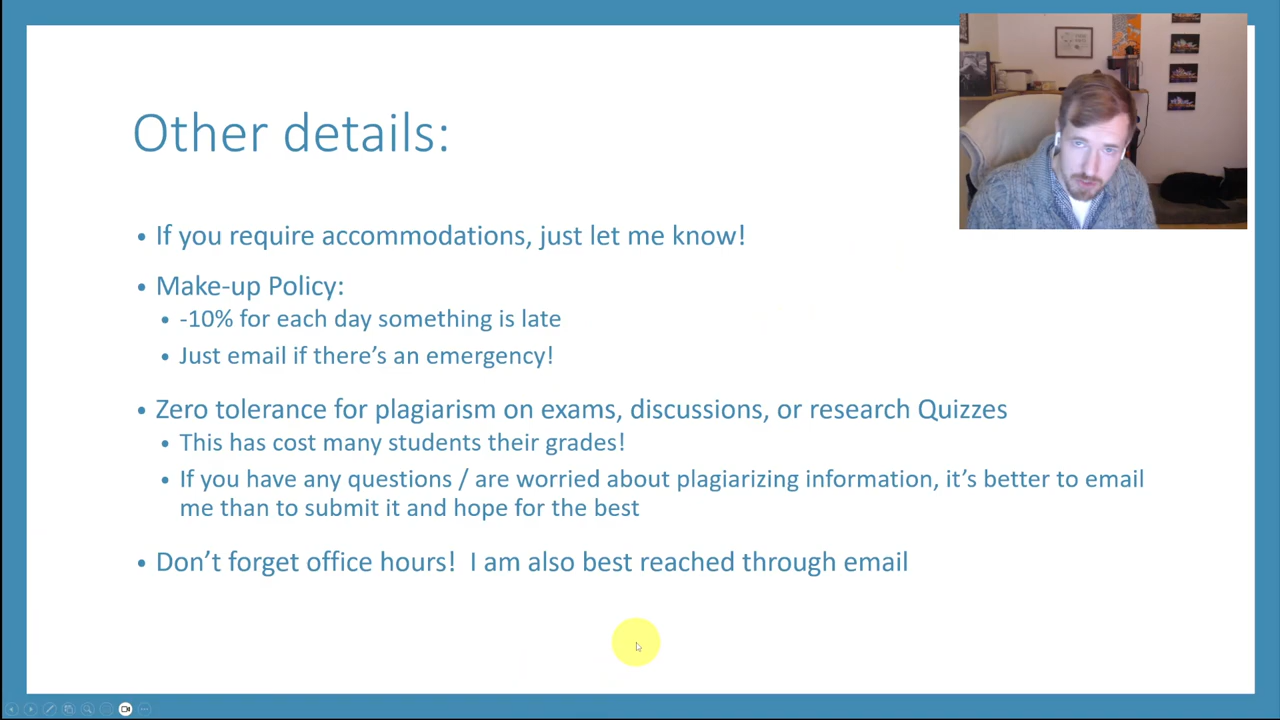 Other details:
• If you require accommodations, just let me know!
• Make-up Policy:
• -10% for each day something is late
• Just email if there’s an emergency!
• Zero tolerance for plagiarism on exams, discussions, or research Quizzes
• This has cost many students their grades!
• If you have any questions / are worried about plagiarizing information, it’s better to email
me than to submit it and hope for the best
• Don’t forget office hours!  I am also best reached through email